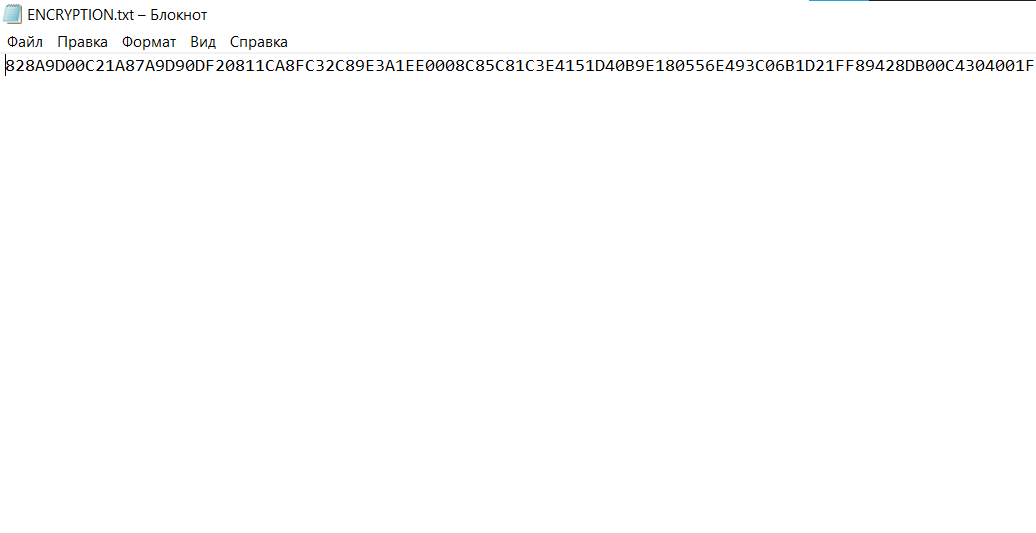 ENCRYPTION.txt – Блокнот
Файл Правка Формат Вид Справка
828A9D00C21A87A9D90DF20811CA8FC32C89E3A1EE0008C85C81C3E4151D40B9E180556E493C06B1D21FF89428DB00C4304001F